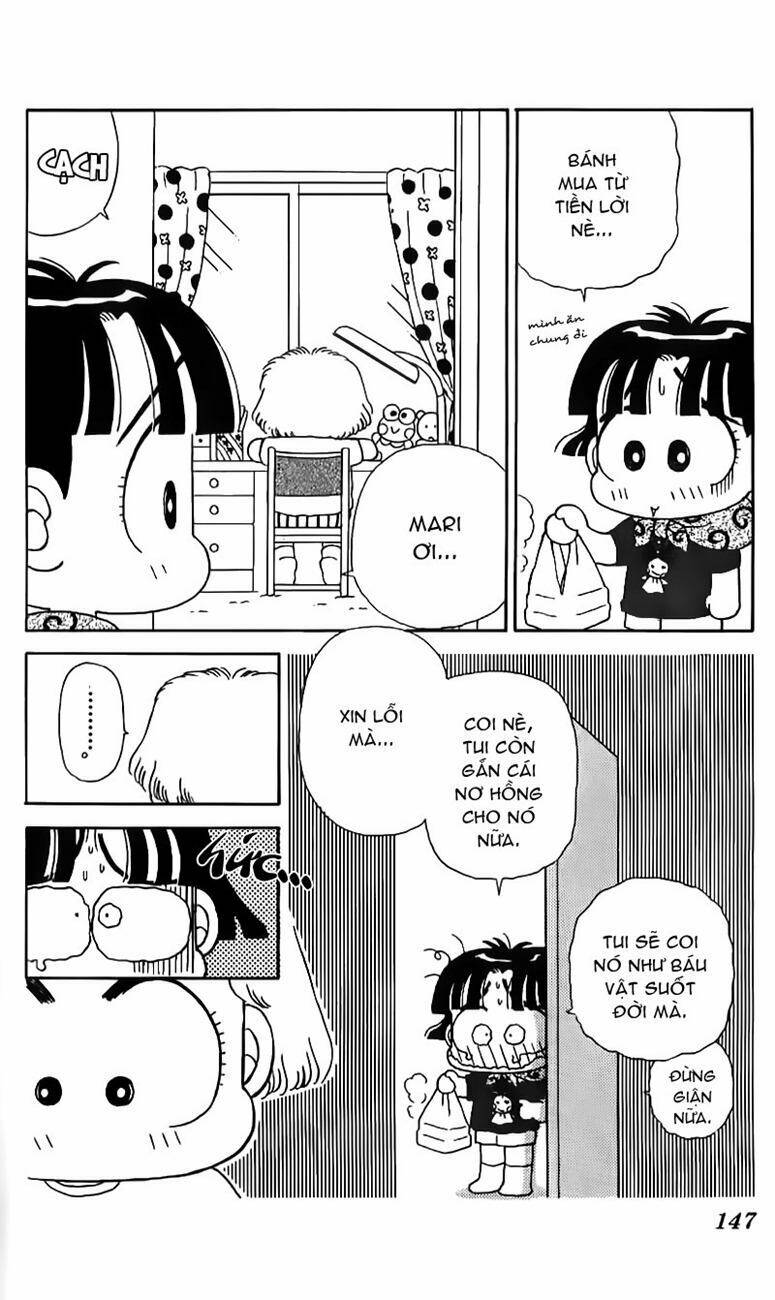 CẠCH
MARI
ƠI...
BÁNH
MUA TỪ
TIỀN LỜI
NÈ...
mình ăn
chung đi
..........
XIN LỖI
MÀ...
COI NÈ,
TUI CÒN
GẮN CÁI
NƠ HỒNG
CHO NÓ
NỮA.
hức...
TUI SẼ COI
NÓ NHƯ BÁU
VẬT SUỐT
ĐỜI MÀ.
ĐỪNG
GIẬN
NỮA.
147